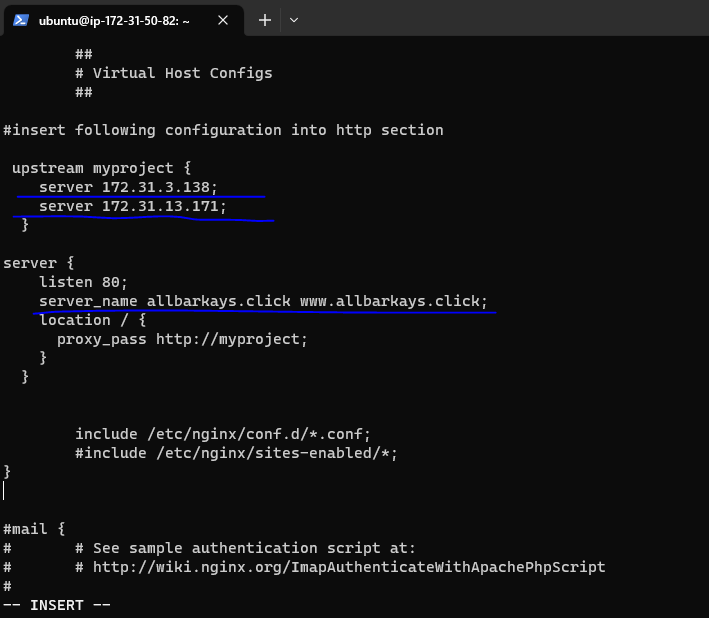 ubuntu@ip-172-31-50-82: ~
##
# Virtual Host Configs
##
#insert following configuration into http section
upstream myproject {
server 172.31.3.138;
server 172.31.13.171;
}
server {
listen 80;
server_name allbarkays.click www.allbarkays.click;
location / {
proxy_pass http://myproject;
}
}
include /etc/nginx/conf.d/*.conf;
#include /etc/nginx/sites-enabled/*;
}
#mail {
#        # See sample authentication script at:
#        # http://wiki.nginx.org/ImapAuthenticateWithApachePhpScript
#
-- INSERT --